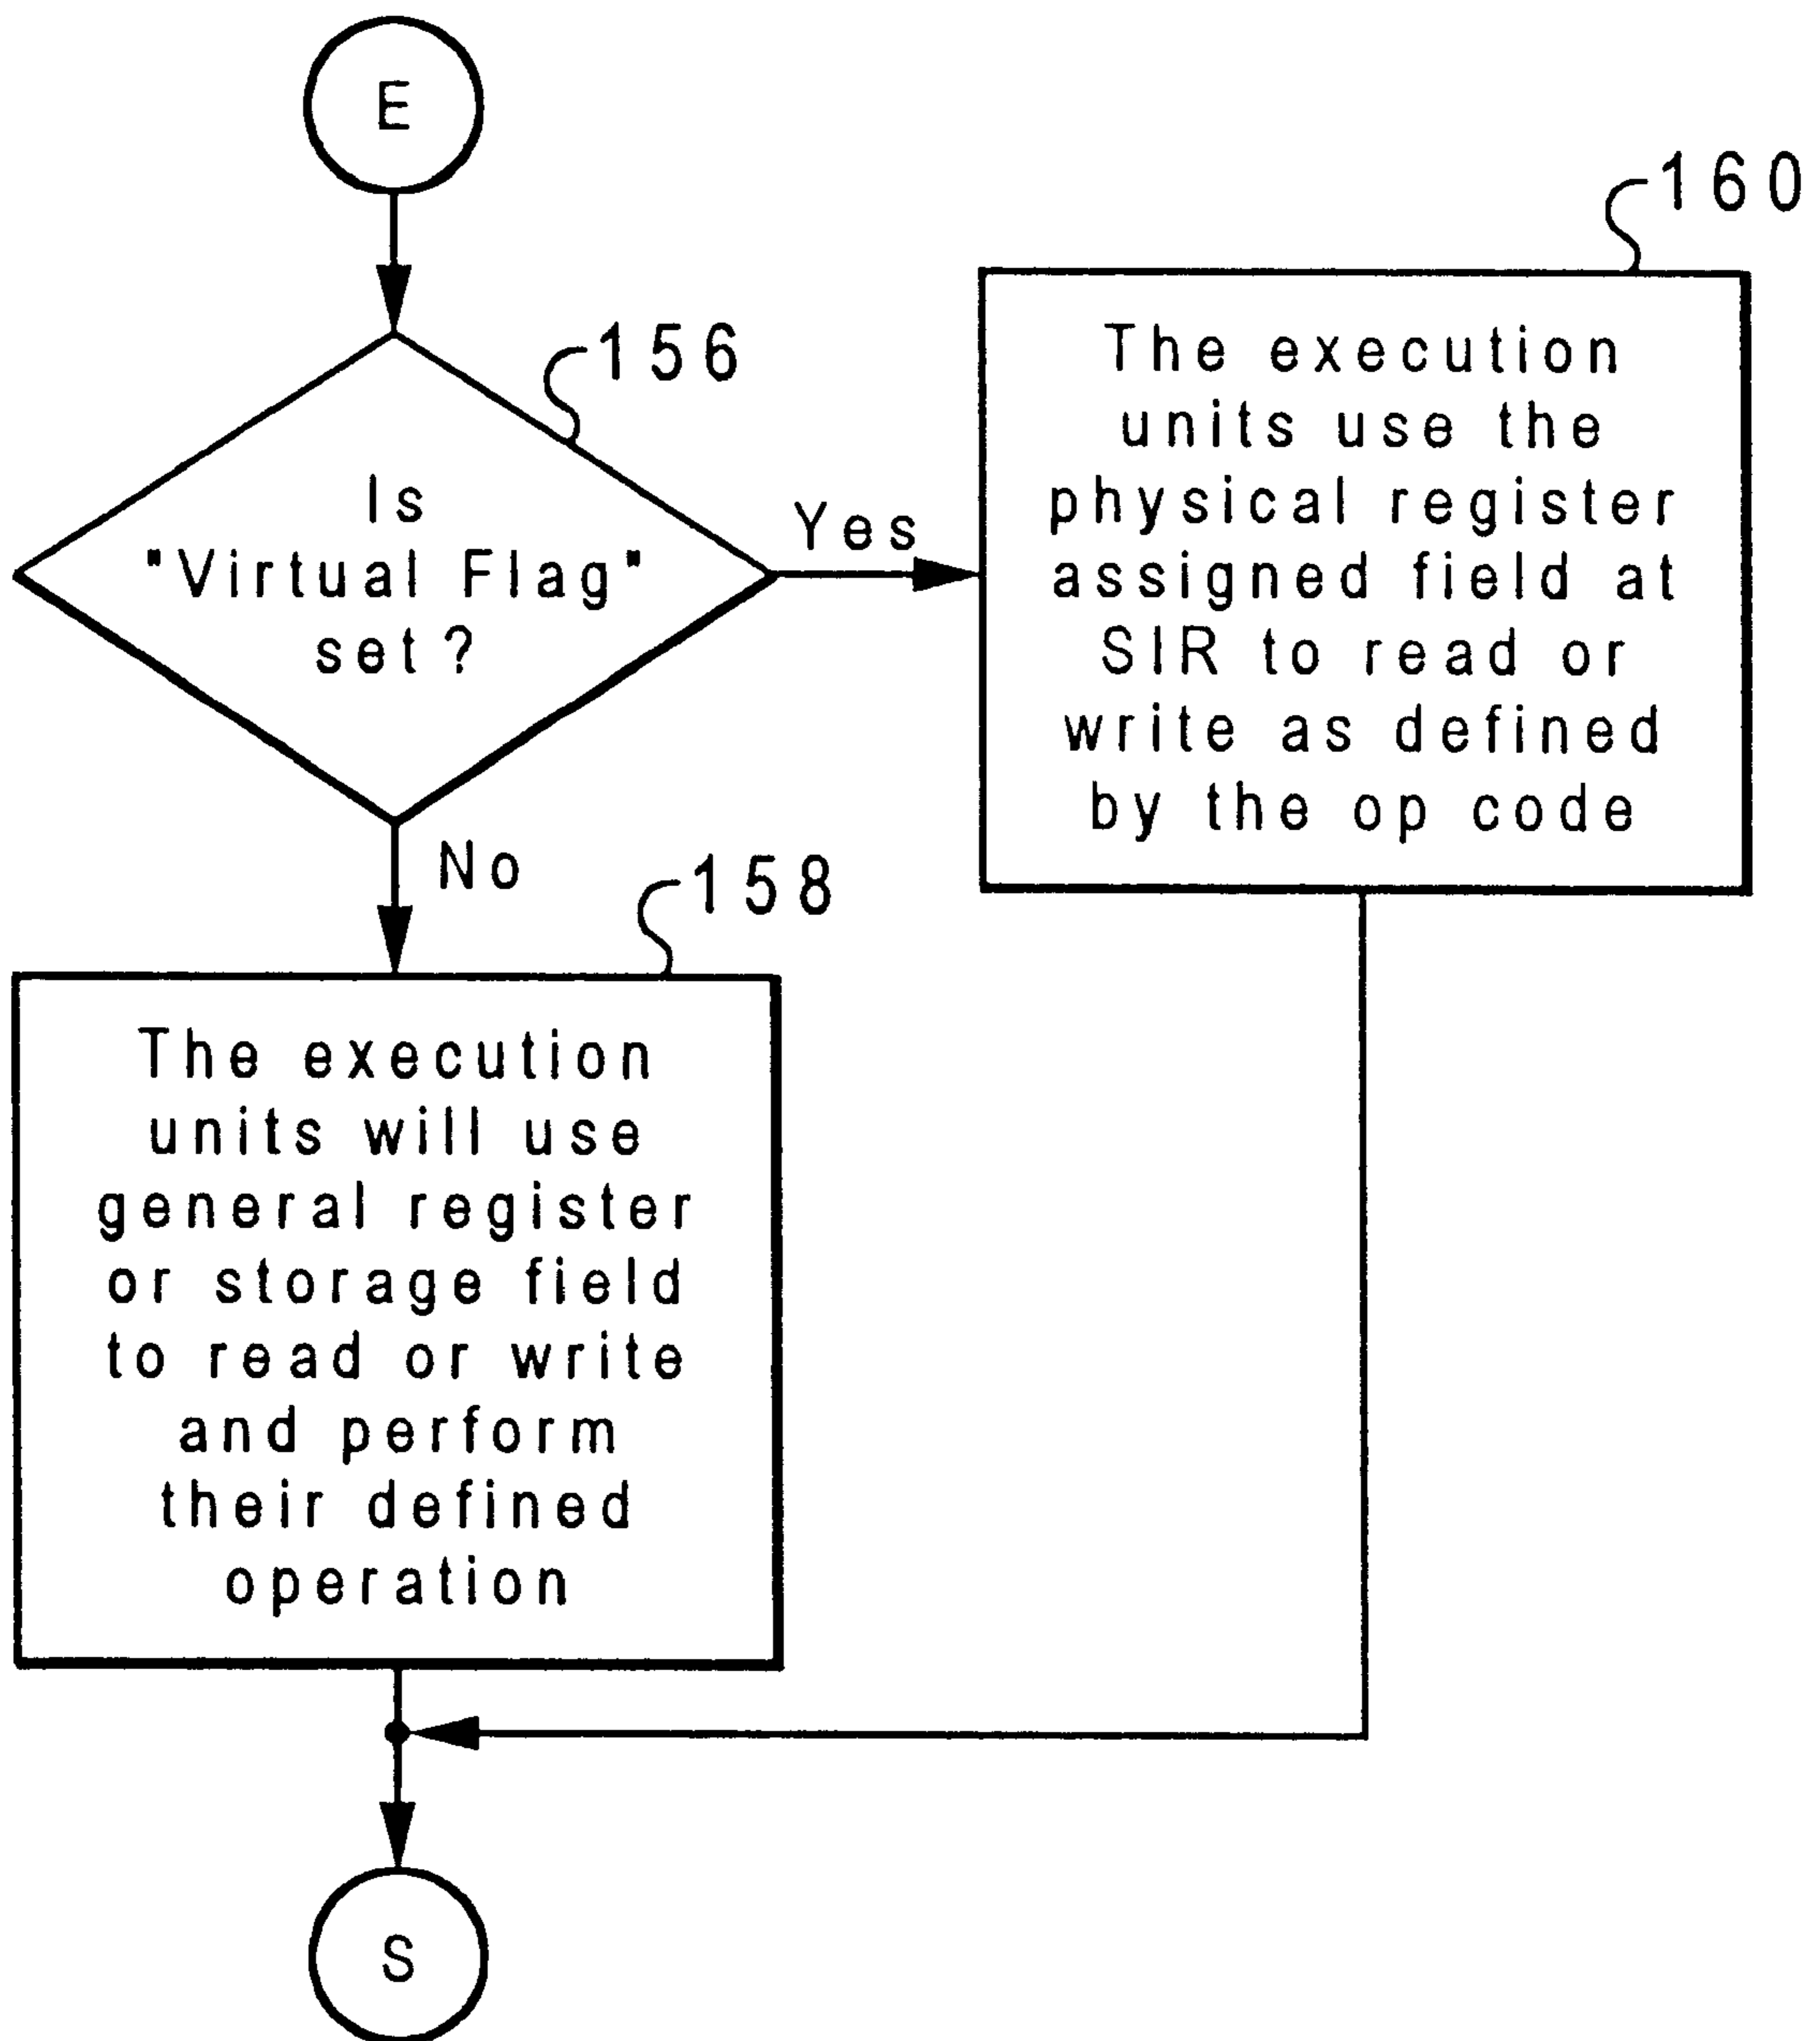 E
156
Is
"Virtual Flag"
set?
Yes
160
The execution
units use the
physical register
assigned field at
SIR to read or
write as defined
by the op code
No
158
The execution
units will use
general register
or storage field
to read or write
and perform
their defined
operation
S